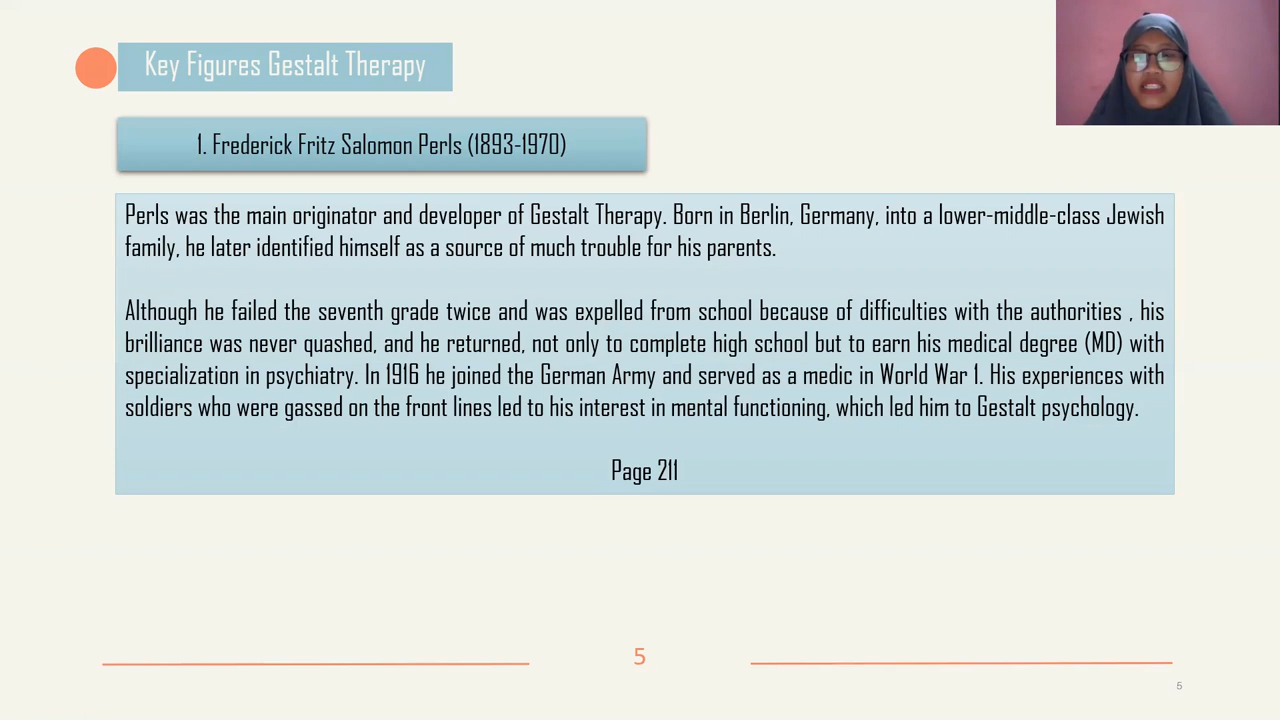 Key Figures Gestalt Therapy
1. Frederick Fritz Salomon Perls (1893-1970)
Perls was the main originator and developer of Gestalt Therapy. Born in Berlin, Germany, into a lower-middle-class Jewish
family, he later identified himself as a source of much trouble for his parents.
Although he failed the seventh grade twice and was expelled from school because of difficulties with the authorities , his
brilliance was never quashed, and he returned, not only to complete high school but to earn his medical degree (MD) with
specialization in psychiatry. In 1916 he joined the German Army and served as a medic in World War 1. His experiences with
soldiers who were gassed on the front lines led to his interest in mental functioning, which led him to Gestalt psychology.
Page 211
5
5